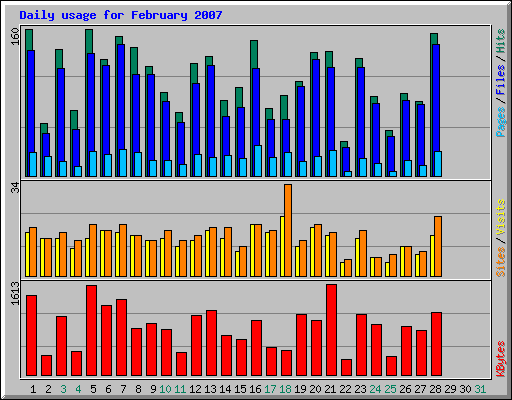 Daily usage for February 2007
160
Pages / Files / Hits
34
Sites / Visits
1613
KBytes
1 2 3 4 5 6 7 8 9 10 11 12 13 14 15 16 17 18 19 20 21 22 23 24 25 26 27 28 29 30 31